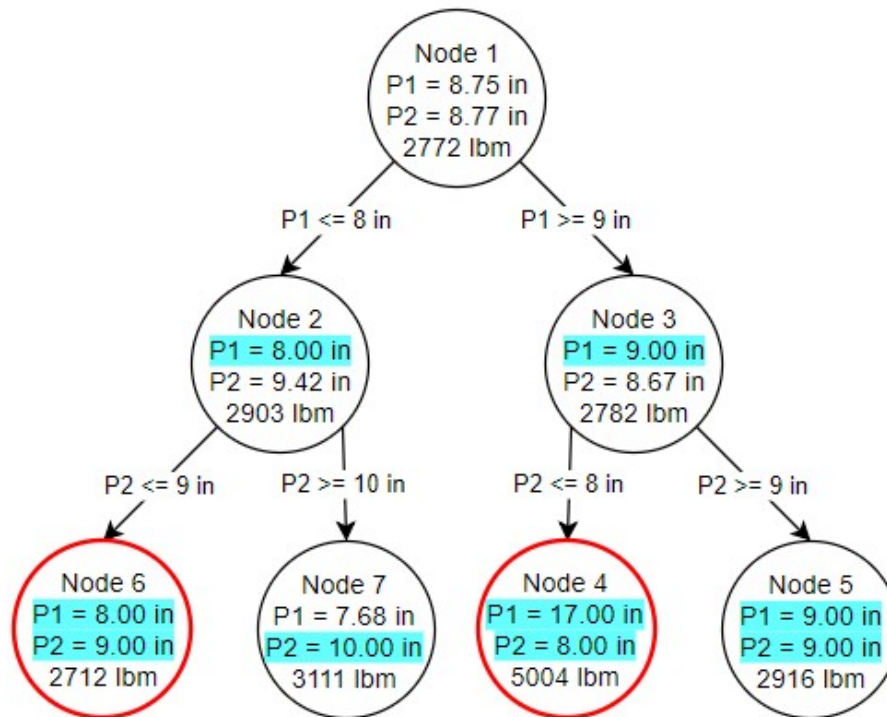 Node 1
P1 = 8.75 in
P2 = 8.77 in
2772 lbm
P1 <= 8 in
P1 >= 9 in
Node 2
P1 = 8.00 in
P2 = 9.42 in
2903 lbm
Node 3
P1 = 9.00 in
P2 = 8.67 in
2782 lbm
P2 <= 9 in
P2 >= 10 in
P2 <= 8 in
P2 >= 9 in
Node 6
P1 = 8.00 in
P2 = 9.00 in
2712 lbm
Node 7
P1 = 7.68 in
P2 = 10.00 in
3111 lbm
Node 4
P1 = 17.00 in
P2 = 8.00 in
5004 lbm
Node 5
P1 = 9.00 in
P2 = 9.00 in
2916 lbm